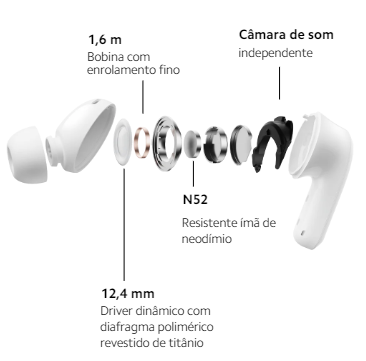 1,6 m
Bobina com
enrolamento fino
Câmara de som
independente
N52
Resistente ímã de
neodímio
12,4 mm
Driver dinâmico com
diafragma polimérico
revestido de titânio